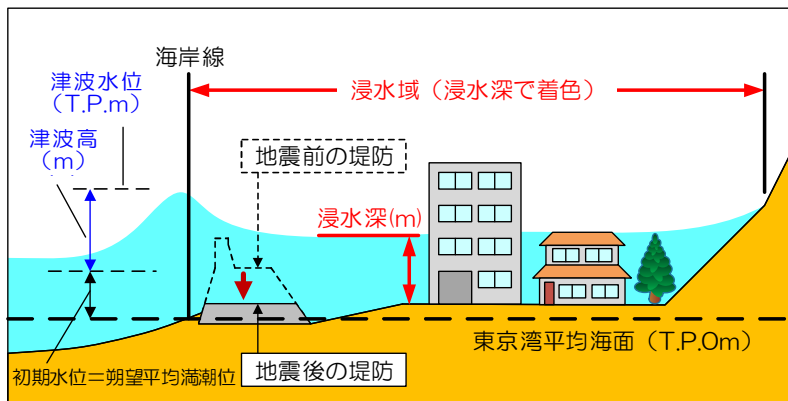 海岸線
津波水位
(T.P.m)
浸水域(浸水深で着色)
津波高
(m)
地震前の堤防
浸水深(m)
東京湾平均海面(T.P.0m)
初期水位=朔望平均満潮位
地震後の堤防